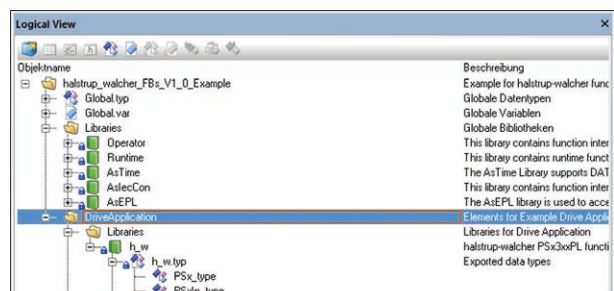 Logical View
Objektname Beschreibung
halstrup_walcher_FBs_V1_0_Example Example for halstrup-walcher func
Global.typ Globale Datentypen
Global.var Globale Variablen
Libraries Globale Bibliotheken
Operator This library contains function inter
Runtime This library contains runtime funct
AsTime The AsTime Library supports DAT
AsIecCon This library contains function inter
AsEPL The AsEPL library is used to acce
DriveApplication Elements for Example Drive Applic
Libraries Libraries for Drive Application
h_w halstrup-walcher PSx3xxPL functi
h_w.typ Exported data types
PSx_type
PSxIn_type